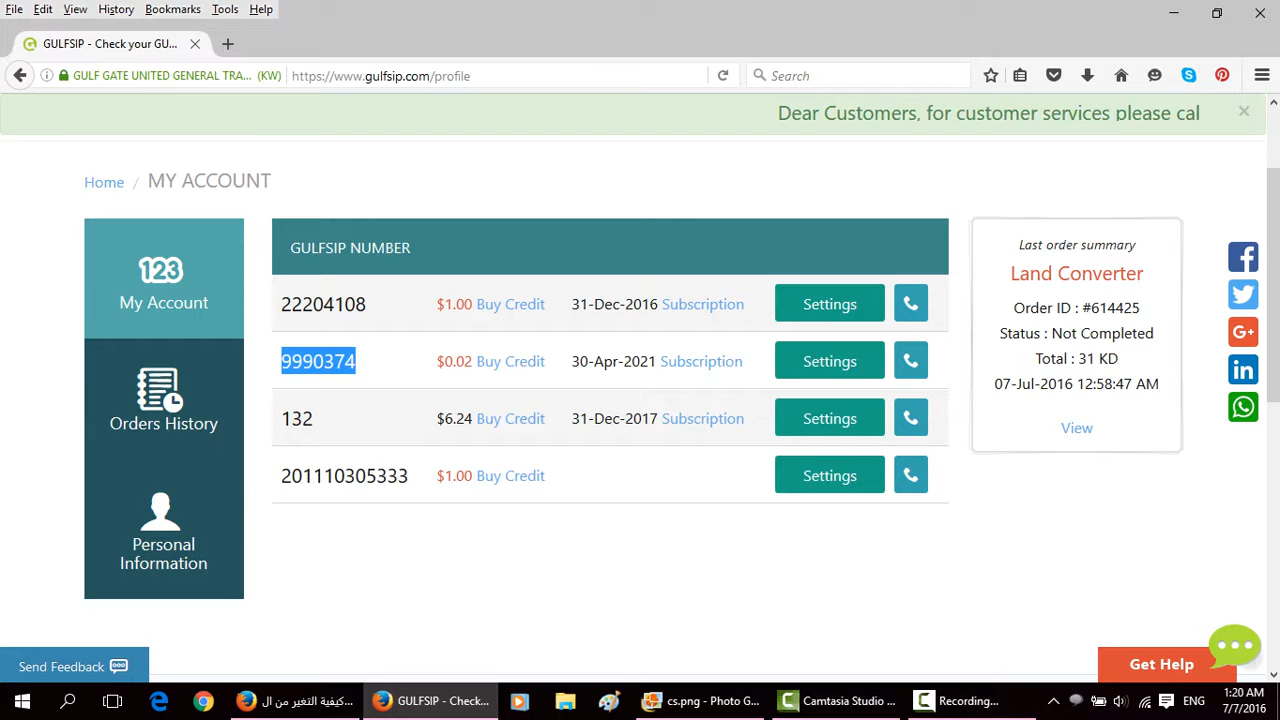 File Edit View History Bookmarks Tools Help
GULFSIP - Check your GU...
GULF GATE UNITED GENERAL TRA... (KW)
https://www.gulfsip.com/profile
Search
Dear Customers, for customer services please cal
Home / MY ACCOUNT
123
My Account
Orders History
Personal
Information
GULFSIP NUMBER
22204108 $1.00 Buy Credit 31-Dec-2016 Subscription Settings
9990374 $0.02 Buy Credit 30-Apr-2021 Subscription Settings
132 $6.24 Buy Credit 31-Dec-2017 Subscription Settings
201110305333 $1.00 Buy Credit Settings
Last order summary
Land Converter
Order ID : #614425
Status : Not Completed
Total : 31 KD
07-Jul-2016 12:58:47 AM
View
Send Feedback
Get Help
كيفية التغير من ال...
GULFSIP - Check...
cs.png - Photo G...
Camtasia Studio ...
Recording...
ENG
1:20 AM
7/7/2016